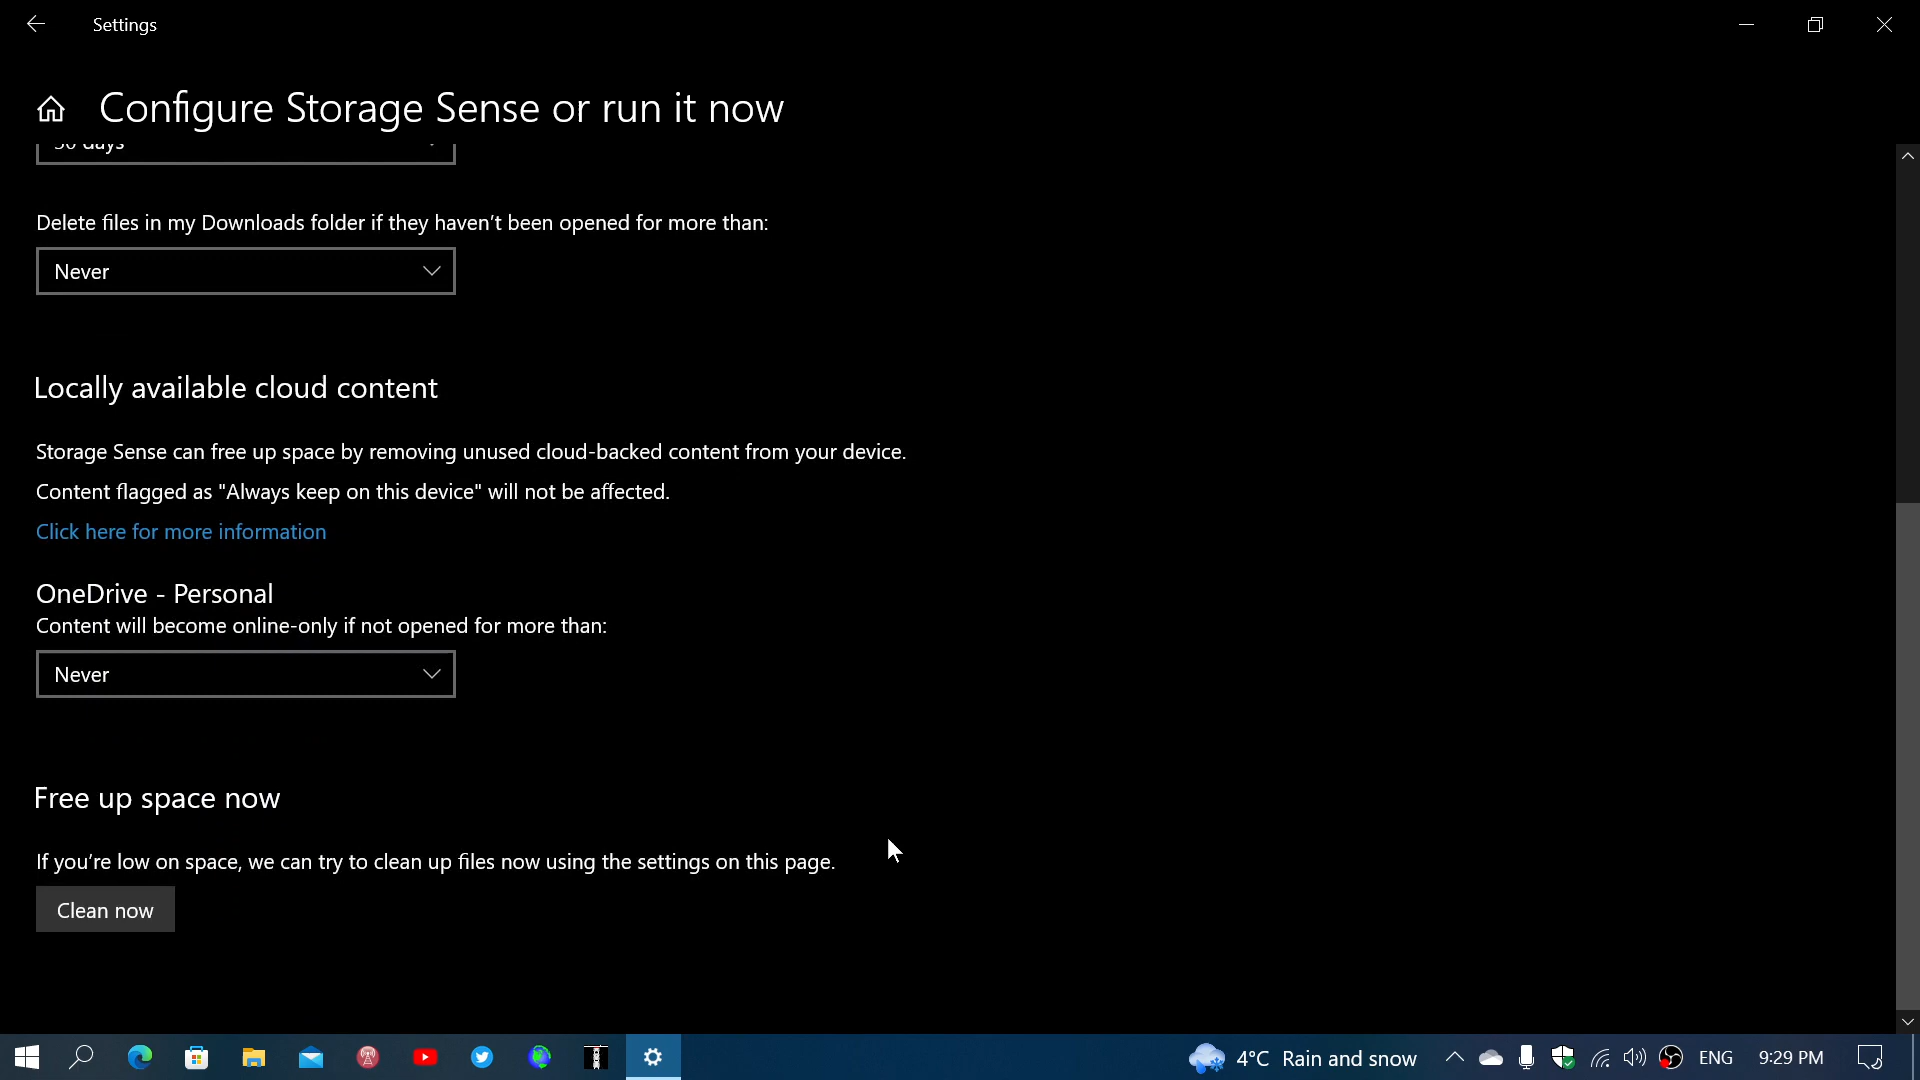 Settings
Configure Storage Sense or run it now
30 days
Delete files in my Downloads folder if they haven't been opened for more than:
Never
Locally available cloud content
Storage Sense can free up space by removing unused cloud-backed content from your device.
Content flagged as "Always keep on this device" will not be affected.
Click here for more information
OneDrive - Personal
Content will become online-only if not opened for more than:
Never
Free up space now
If you're low on space, we can try to clean up files now using the settings on this page.
Clean now
4°C Rain and snow
ENG
9:29 PM